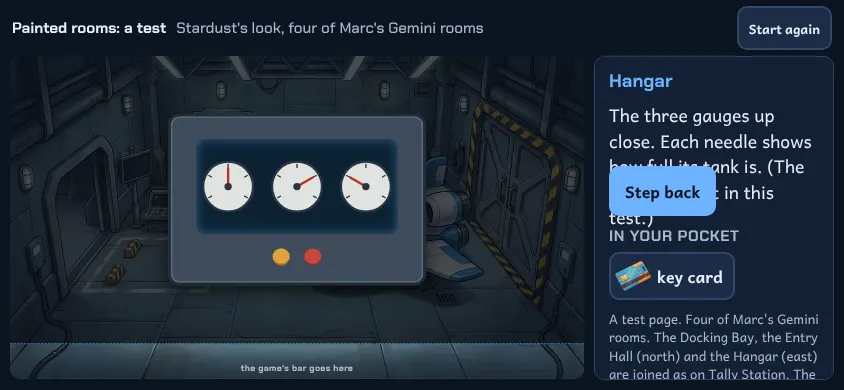 Painted rooms: a test Stardust's look, four of Marc's Gemini rooms
Start again
Hangar
The three gauges up
close. Each needle shows
how full its tank is. (The
t in this
test.)
Step back
IN YOUR POCKET
key card
A test page. Four of Marc's Gemini
rooms. The Docking Bay, the Entry
Hall (north) and the Hangar (east)
are joined as on Tally Station. The
the game's bar goes here